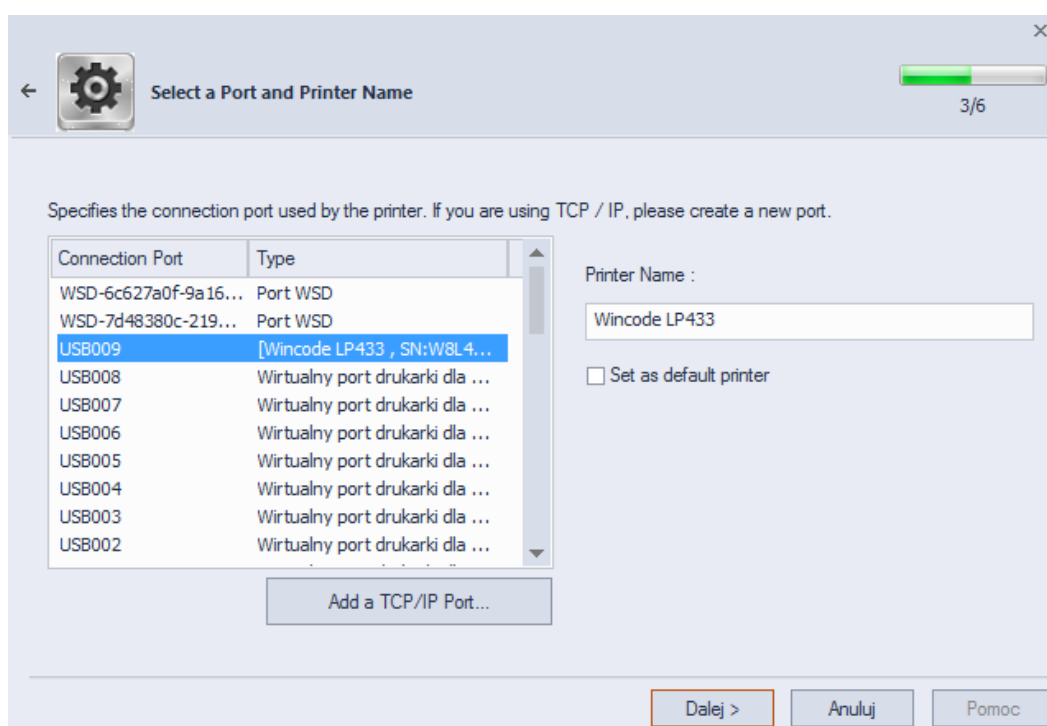 Select a Port and Printer Name
3/6
Specifies the connection port used by the printer. If you are using TCP / IP, please create a new port.
Connection Port Type
WSD-6c627a0f-9a16... Port WSD
WSD-7d48380c-219... Port WSD
USB009 [Wincode LP433 , SN:W8L4...
USB008 Wirtualny port drukarki dla ...
USB007 Wirtualny port drukarki dla ...
USB006 Wirtualny port drukarki dla ...
USB005 Wirtualny port drukarki dla ...
USB004 Wirtualny port drukarki dla ...
USB003 Wirtualny port drukarki dla ...
USB002 Wirtualny port drukarki dla ...
Printer Name :
Wincode LP433
Set as default printer
Add a TCP/IP Port...
Dalej > Anuluj Pomoc